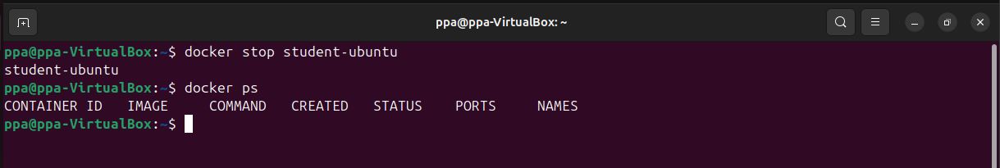 ppa@ppa-VirtualBox: ~
ppa@ppa-VirtualBox:~$ docker stop student-ubuntu
student-ubuntu
ppa@ppa-VirtualBox:~$ docker ps
CONTAINER ID   IMAGE     COMMAND   CREATED   STATUS    PORTS     NAMES
ppa@ppa-VirtualBox:~$